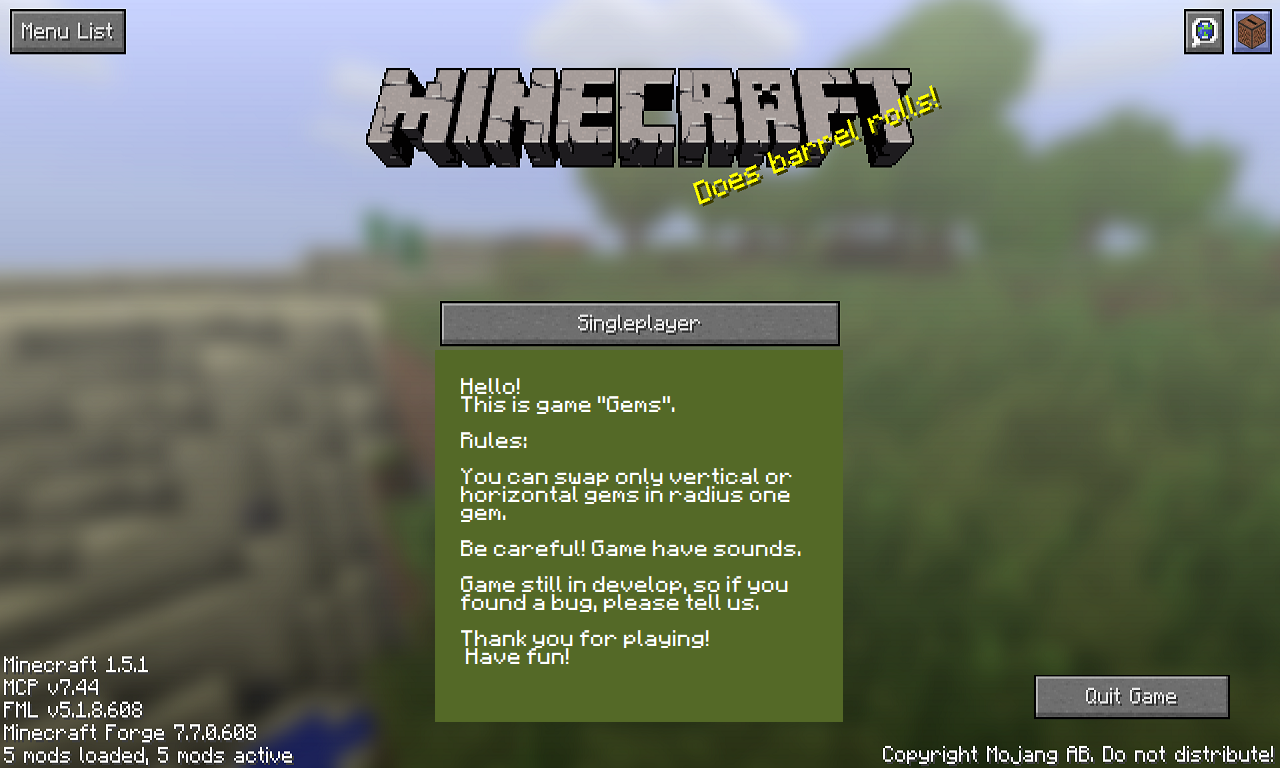 Menu List
MINECRAFT
Does barrel rolls!
Singleplayer
Hello!
This is game "Gems".
Rules:
You can swap only vertical or
horizontal gems in radius one
gem.
Be careful! Game have sounds.
Game still in develop, so if you
found a bug, please tell us.
Thank you for playing!
Have fun!
Minecraft 1.5.1
MCP v7.44
FML v5.1.8.608
Minecraft Forge 7.7.0.608
5 mods loaded, 5 mods active
Quit Game
Copyright Mojang AB. Do not distribute!